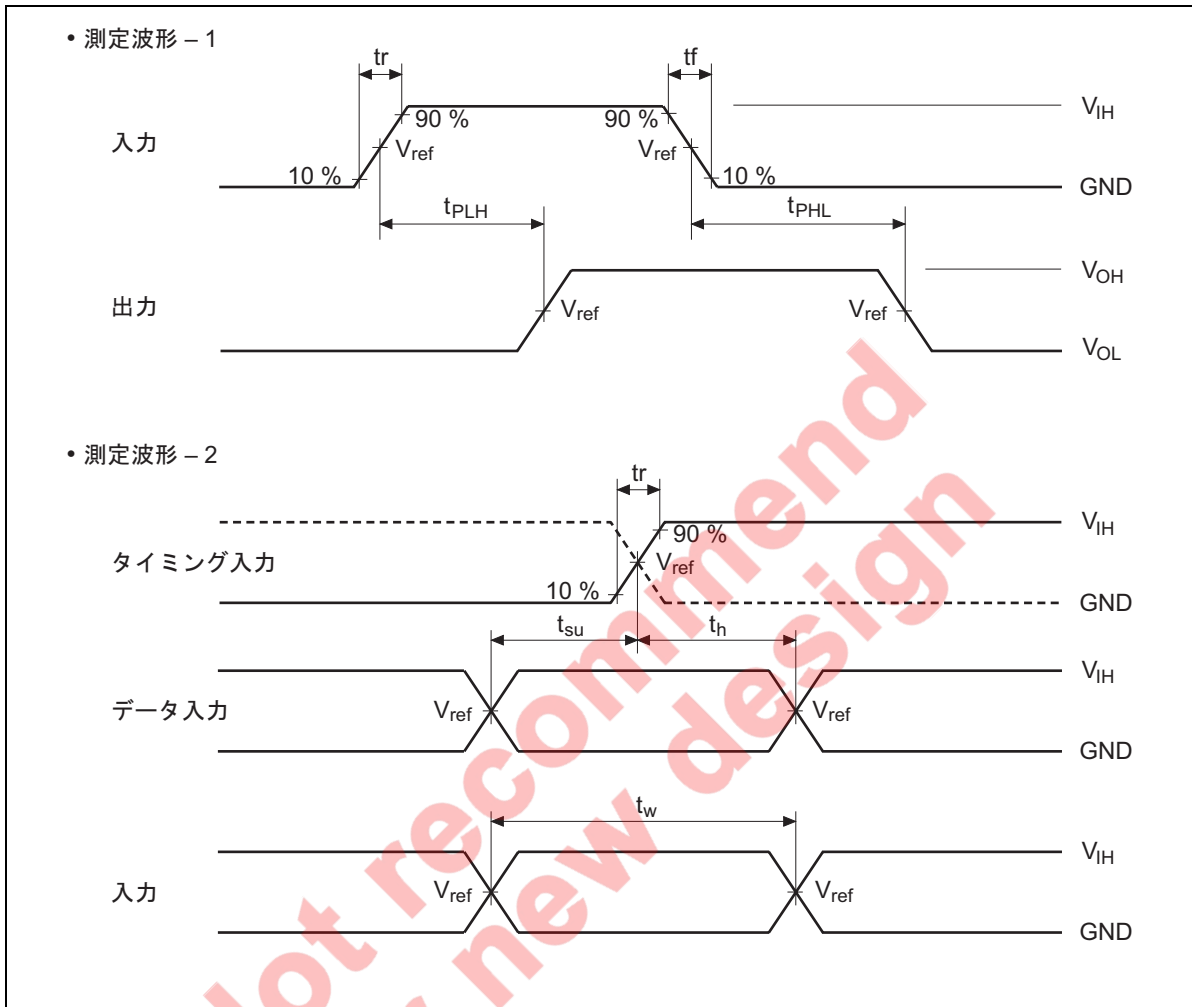 • 測定波形 – 1
tr
tf
入力
90 %
90 %
V_IH
V_ref
V_ref
10 %
10 %
GND
t_PLH
t_PHL
出力
V_OH
V_ref
V_ref
V_OL
• 測定波形 – 2
tr
タイミング入力
V_IH
90 %
V_ref
10 %
GND
t_su
t_h
データ入力
V_IH
V_ref
V_ref
GND
t_w
入力
V_IH
V_ref
V_ref
GND
recommend
new design